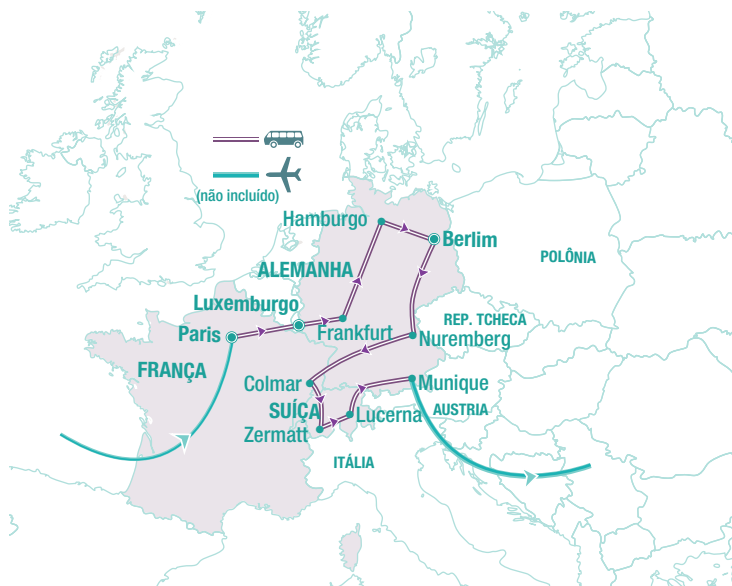 (não incluído)
Hamburgo
Berlim
ALEMANHA
POLÔNIA
Luxemburgo
Paris
Frankfurt
REP. TCHECA
Nuremberg
FRANÇA
Colmar
Munique
SUÍÇA
Lucerna
AUSTRIA
Zermatt
ITÁLIA